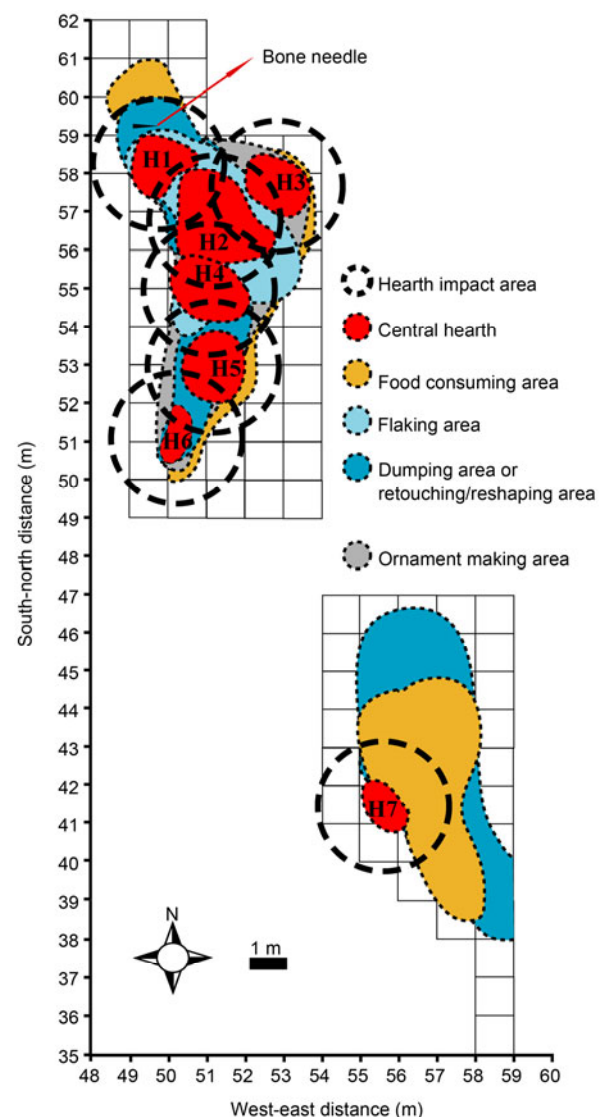 62
61
60
59
58
57
56
55
54
53
52
51
50
49
48
47
46
45
44
43
42
41
40
39
38
37
36
35
South-north distance (m)
Bone needle
H1
H3
H2
H4
H5
H6
Hearth impact area
Central hearth
Food consuming area
Flaking area
Dumping area or
retouching/reshaping area
Ornament making area
H7
N
1 m
48 49 50 51 52 53 54 55 56 57 58 59 60
West-east distance (m)